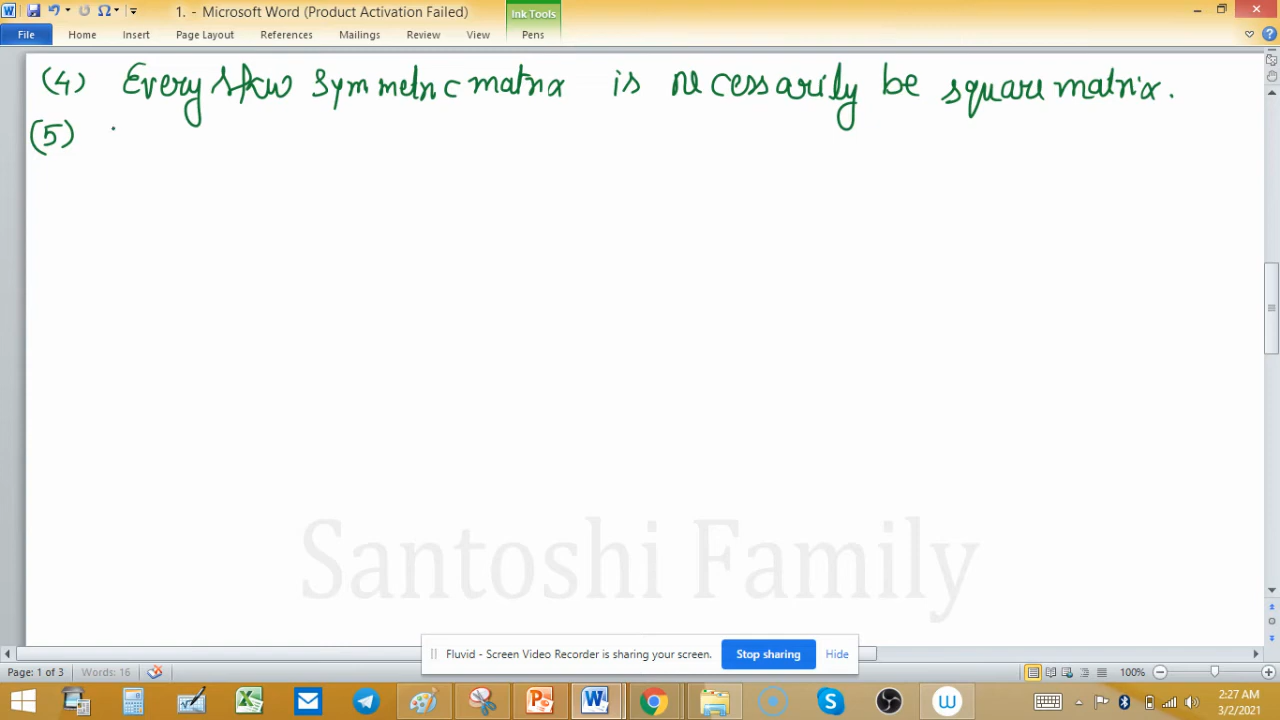 1. - Microsoft Word (Product Activation Failed)
Ink Tools
File Home Insert Page Layout References Mailings Review View Pens
(4) Every skw symmetric matrix is necessarily be square matrix.
(5)
Santoshi Family
Fluvid - Screen Video Recorder is sharing your screen. Stop sharing Hide
Page: 1 of 3 Words: 16 100%
2:27 AM
3/2/2021